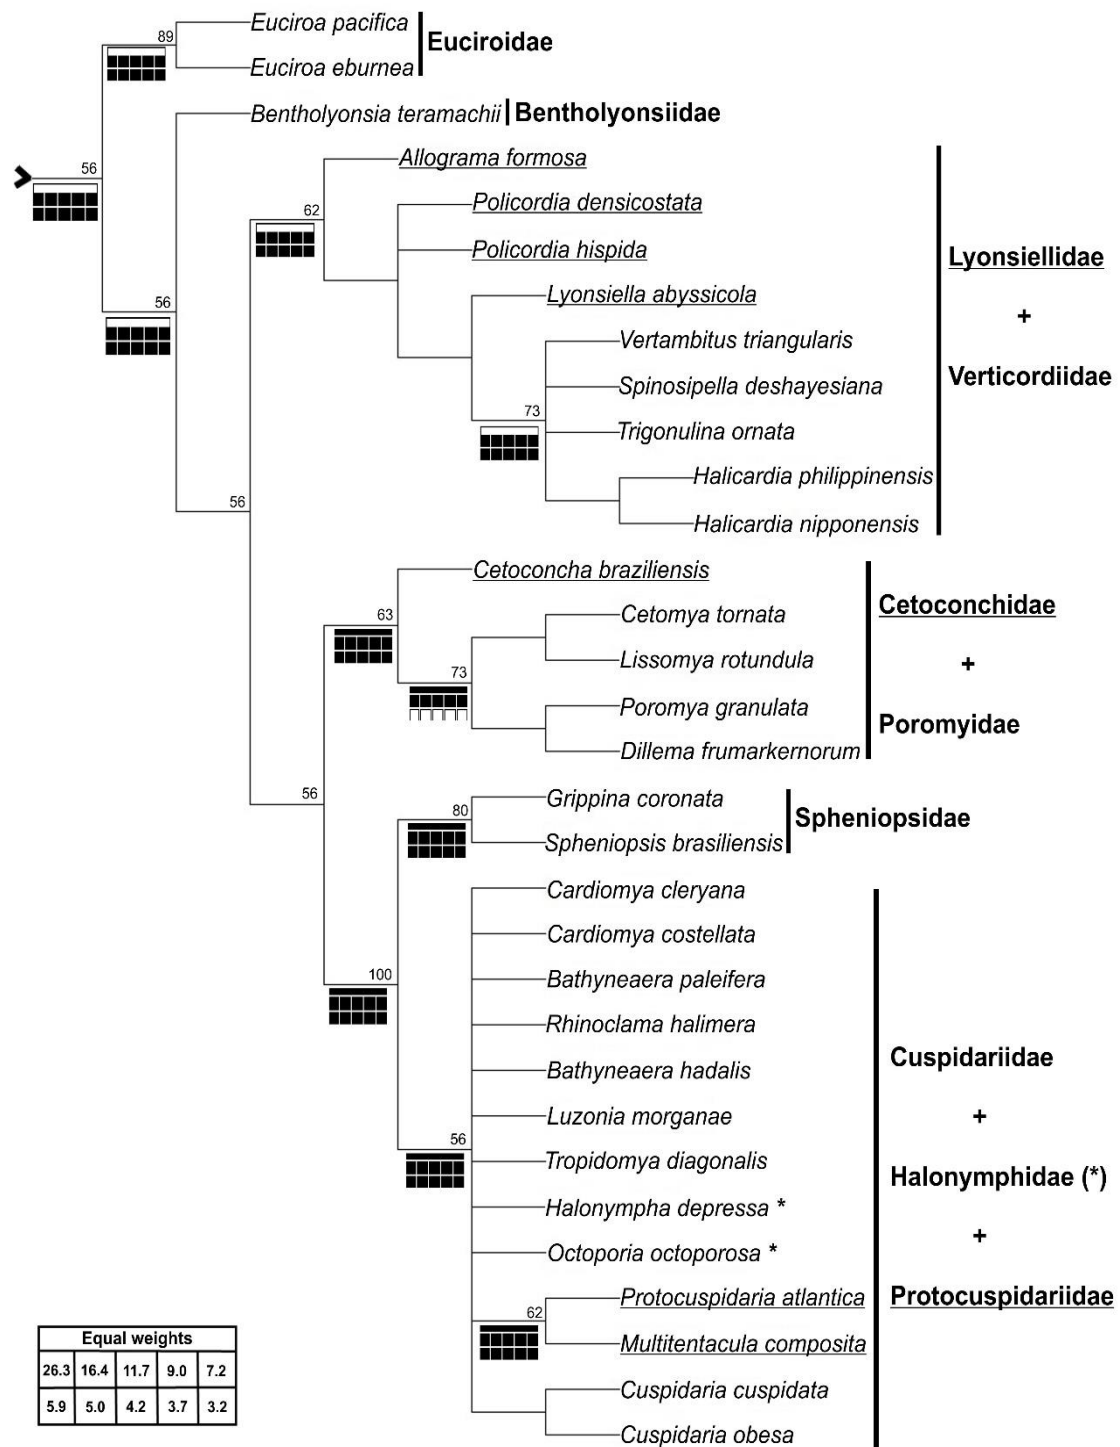 Euciroa pacifica
89
Euciroidae
Euciroa eburnea
Bentholyonsia teramachii
Bentholyonsiidae
56
Allograma formosa
62
Policordia densicostata
Policordia hispida
Lyonsiellidae
56
Lyonsiella abyssicola
+
Vertambitus triangularis
Verticordiidae
Spinosipella deshayesiana
73
Trigonulina ornata
Halicardia philippinensis
56
Halicardia nipponensis
Cetoconcha braziliensis
63
Cetoconchidae
Cetomya tornata
Lissomya rotundula
+
73
Poromya granulata
Poromyidae
Dillema frumarkernorum
56
Grippina coronata
80
Spheniopsidae
Spheniopsis brasiliensis
Cardiomya cleryana
Cardiomya costellata
100
Bathyneaera paleifera
Rhinoclama halimera
Cuspidariidae
Bathyneaera hadalis
Luzonia morganae
+
56
Tropidomya diagonalis
Halonymphidae (*)
Halonympha depressa *
Octoporia octoporosa *
+
Protocuspidaria atlantica
Protocuspidariidae
62
Multitentacula composita
Cuspidaria cuspidata
Cuspidaria obesa
Equal weights
26.3 16.4 11.7 9.0 7.2
5.9 5.0 4.2 3.7 3.2